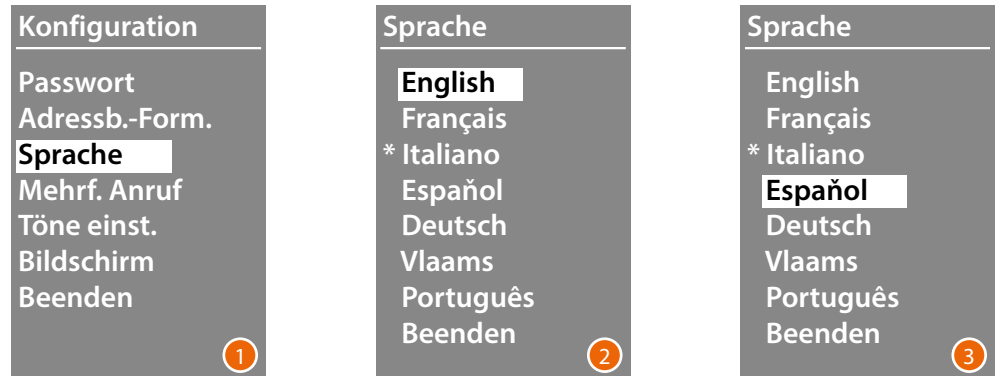 Konfiguration
Passwort
Adressb.-Form.
Sprache
Mehrf. Anruf
Töne einst.
Bildschirm
Beenden
1
Sprache
English
Français
* Italiano
Espaňol
Deutsch
Vlaams
Português
Beenden
2
Sprache
English
Français
* Italiano
Espaňol
Deutsch
Vlaams
Português
Beenden
3